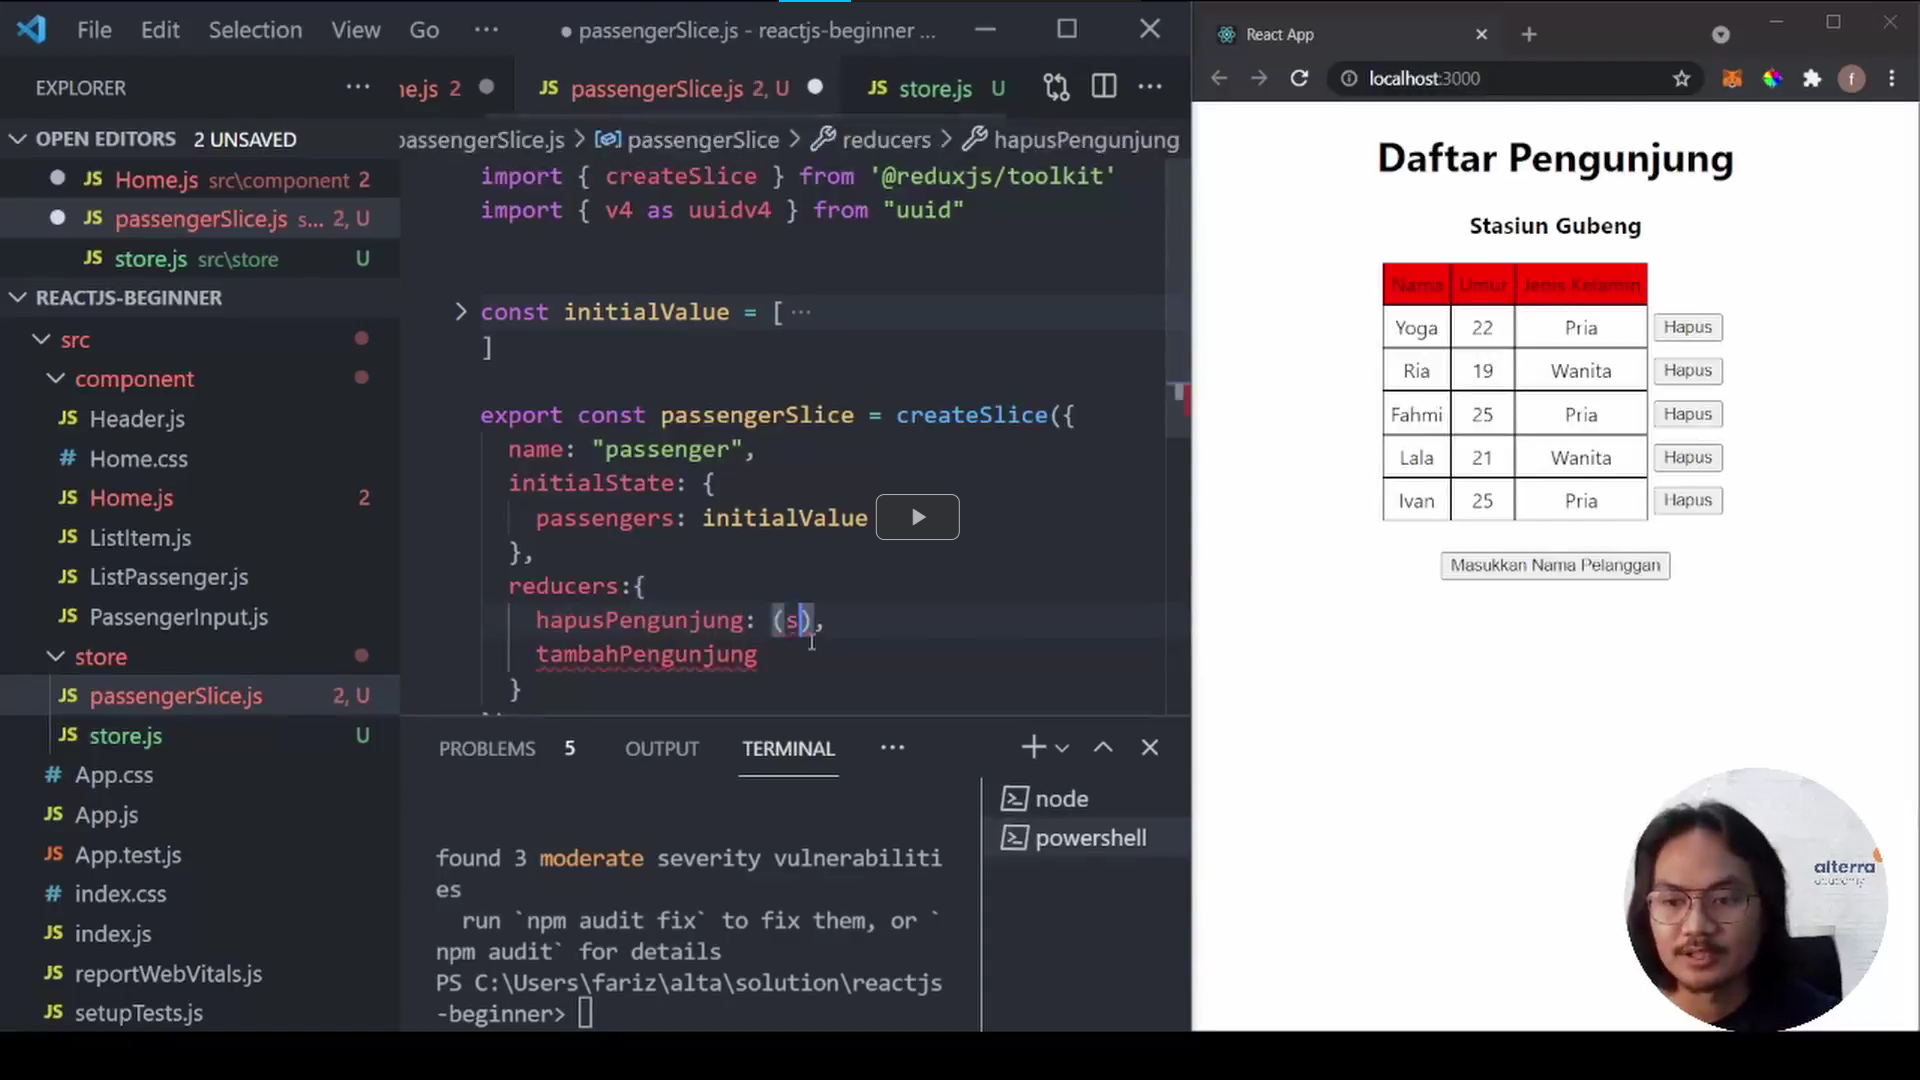 File Edit Selection View Go ··· ● passengerSlice.js - reactjs-beginner ...
EXPLORER ···
ne.js 2 ●
JS passengerSlice.js 2, U ●
JS store.js U ···
OPEN EDITORS 2 UNSAVED
● JS Home.js src\component 2
● JS passengerSlice.js s... 2, U
JS store.js src\store U
REACTJS-BEGINNER
src
component
JS Header.js
# Home.css
JS Home.js 2
JS ListItem.js
JS ListPassenger.js
JS PassengerInput.js
store
JS passengerSlice.js 2, U
JS store.js U
# App.css
JS App.js
JS App.test.js
# index.css
JS index.js
JS reportWebVitals.js
JS setupTests.js
passengerSlice.js > passengerSlice > reducers > hapusPengunjung
import { createSlice } from '@reduxjs/toolkit'
import { v4 as uuidv4 } from "uuid"
const initialValue = [ ···
]
export const passengerSlice = createSlice({
name: "passenger",
initialState: {
passengers: initialValue
},
reducers:{
hapusPengunjung: (s),
tambahPengunjung
}
PROBLEMS 5 OUTPUT TERMINAL ···
found 3 moderate severity vulnerabiliti
es
run `npm audit fix` to fix them, or `
npm audit` for details
PS C:\Users\fariz\alta\solution\reactjs
-beginner>
node
powershell
React App
localhost:3000
f
Daftar Pengunjung
Stasiun Gubeng
Nama Umur Jenis Kelamin
Yoga 22 Pria Hapus
Ria 19 Wanita Hapus
Fahmi 25 Pria Hapus
Lala 21 Wanita Hapus
Ivan 25 Pria Hapus
Masukkan Nama Pelanggan
alterra
academy